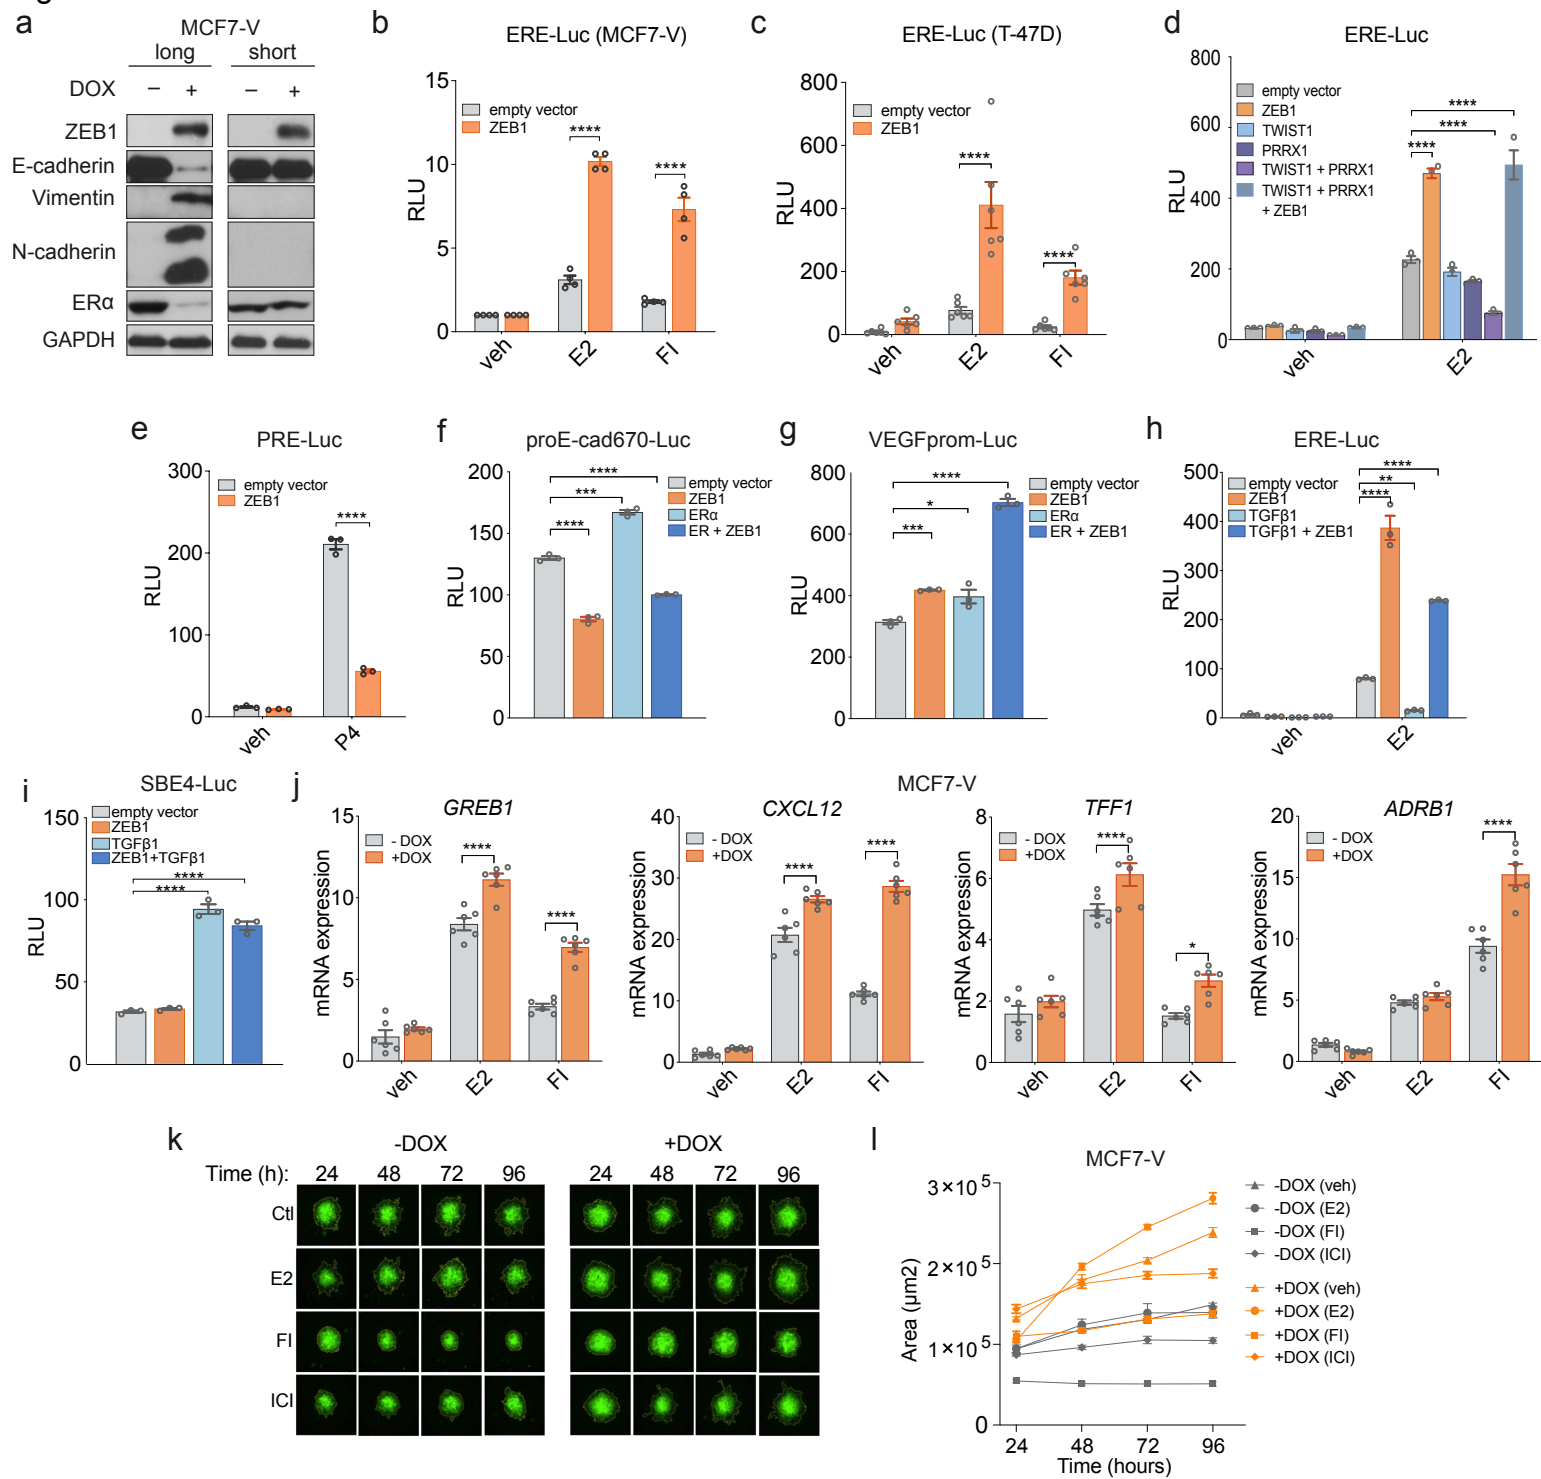 a
MCF7-V
long short
DOX − + − +
ZEB1
E-cadherin
Vimentin
N-cadherin
ERα
GAPDH
b
ERE-Luc (MCF7-V)
empty vector
ZEB1
RLU
15
10
5
0
****
****
veh E2 FI
c
ERE-Luc (T-47D)
empty vector
ZEB1
RLU
800
600
400
200
0
****
****
veh E2 FI
d
ERE-Luc
empty vector
ZEB1
TWIST1
PRRX1
TWIST1 + PRRX1
TWIST1 + PRRX1
+ ZEB1
RLU
800
600
400
200
0
****
****
****
veh E2
e
PRE-Luc
empty vector
ZEB1
RLU
300
200
100
0
****
veh P4
f
proE-cad670-Luc
empty vector
ZEB1
ERα
ER + ZEB1
RLU
200
150
100
50
0
****
***
****
g
VEGFprom-Luc
empty vector
ZEB1
ERα
ER + ZEB1
RLU
800
600
400
200
0
****
*
***
h
ERE-Luc
empty vector
ZEB1
TGFβ1
TGFβ1 + ZEB1
RLU
500
400
300
200
100
0
****
**
****
veh E2
i
SBE4-Luc
empty vector
ZEB1
TGFβ1
ZEB1+TGFβ1
RLU
150
100
50
0
****
****
j
MCF7-V
GREB1
- DOX
+DOX
mRNA expression
15
10
5
0
****
****
veh E2 FI
CXCL12
- DOX
+DOX
mRNA expression
40
30
20
10
0
****
****
veh E2 FI
TFF1
- DOX
+DOX
mRNA expression
8
6
4
2
0
****
*
veh E2 FI
ADRB1
- DOX
+DOX
mRNA expression
20
15
10
5
0
****
veh E2 FI
k
-DOX +DOX
Time (h): 24 48 72 96 24 48 72 96
Ctl
E2
FI
ICI
l
MCF7-V
Area (µm2)
3×10⁵
2×10⁵
1×10⁵
0
24 48 72 96
Time (hours)
-DOX (veh)
-DOX (E2)
-DOX (FI)
-DOX (ICI)
+DOX (veh)
+DOX (E2)
+DOX (FI)
+DOX (ICI)